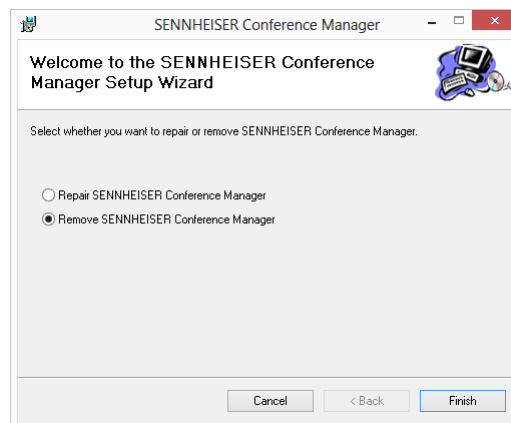 SENNHEISER Conference Manager
Welcome to the SENNHEISER Conference
Manager Setup Wizard
Select whether you want to repair or remove SENNHEISER Conference Manager.
Repair SENNHEISER Conference Manager
Remove SENNHEISER Conference Manager
Cancel
< Back
Finish